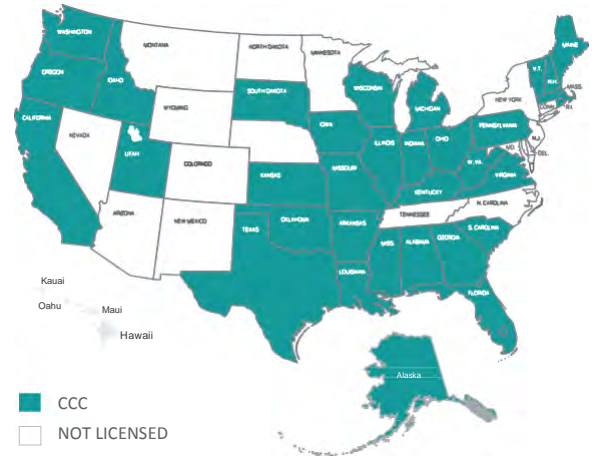 WASHINGTON
MONTANA
NORTH DAKOTA
MINNESOTA
MAINE
OREGON
IDAHO
SOUTH DAKOTA
WISCONSIN
MICHIGAN
V.T.
N.H.
MASS.
NEW YORK
CONN.
R.I.
WYOMING
CALIFORNIA
NEVADA
UTAH
COLORADO
IOWA
ILLINOIS
INDIANA
OHIO
PENNSYLVANIA
N.J.
MD.
DEL.
W.VA.
VIRGINIA
KANSAS
MISSOURI
KENTUCKY
N. CAROLINA
TENNESSEE
ARIZONA
NEW MEXICO
OKLAHOMA
ARKANSAS
S. CAROLINA
TEXAS
MISS.
ALABAMA
GEORGIA
LOUISIANA
FLORIDA
Kauai
Oahu
Maui
Hawaii
Alaska
CCC
NOT LICENSED